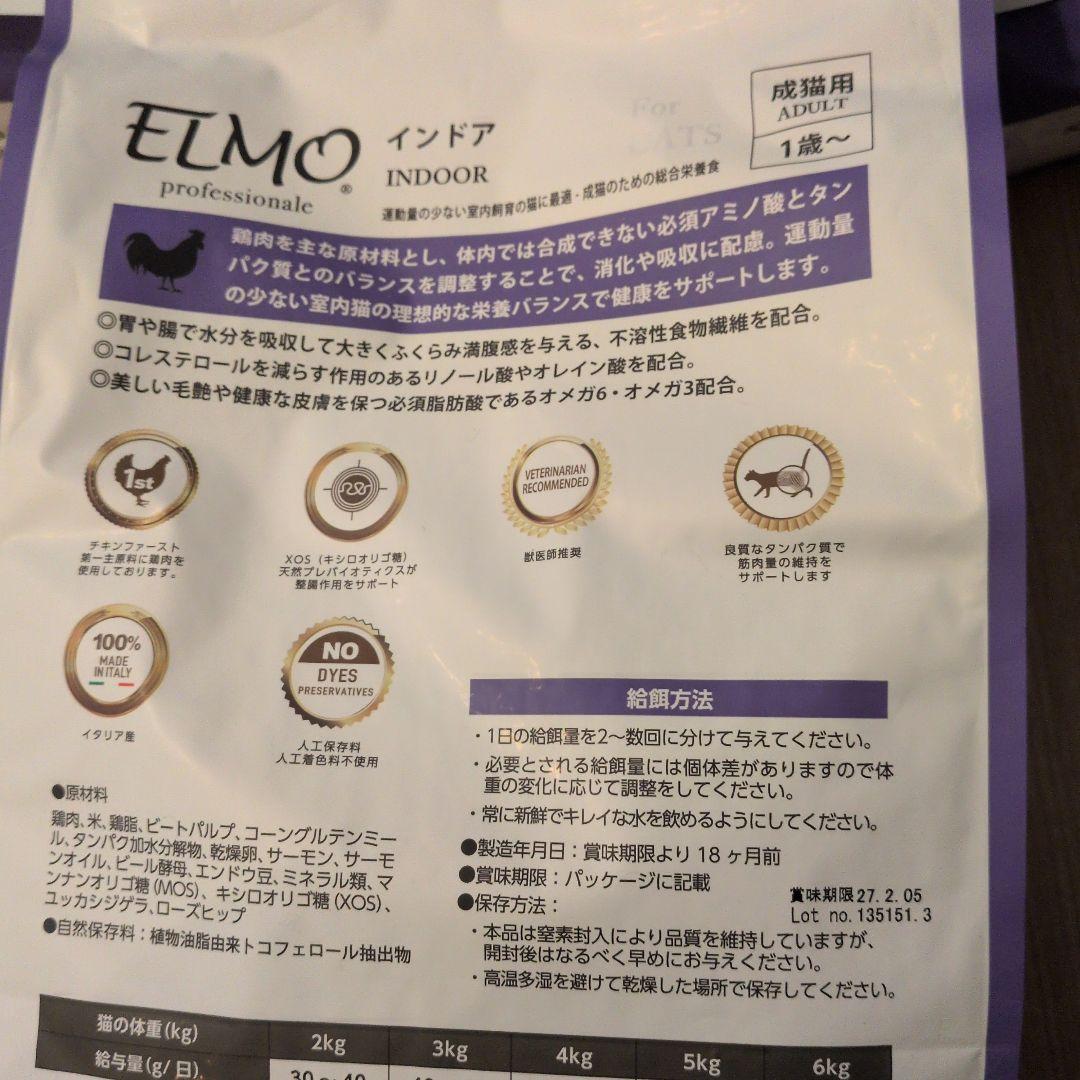 ELMO®
professionale
インドア
INDOOR
For
CATS
成猫用
ADULT
1歳〜
運動量の少ない室内飼育の猫に最適・成猫のための総合栄養食
鶏肉を主な原材料とし、体内では合成できない必須アミノ酸とタン
パク質とのバランスを調整することで、消化や吸収に配慮。運動量
の少ない室内猫の理想的な栄養バランスで健康をサポートします。
◎胃や腸で水分を吸収して大きくふくらみ満腹感を与える、不溶性食物繊維を配合。
◎コレステロールを減らす作用のあるリノール酸やオレイン酸を配合。
◎美しい毛艶や健康な皮膚を保つ必須脂肪酸であるオメガ6・オメガ3配合。
1st
チキンファースト
第一主原料に鶏肉を
使用しております。
XOS（キシロオリゴ糖）
天然プレバイオティクスが
整腸作用をサポート
VETERINARIAN
RECOMMENDED
獣医師推奨
良質なタンパク質で
筋肉量の維持を
サポートします
100%
MADE
IN ITALY
イタリア産
NO
DYES
PRESERVATIVES
人工保存料
人工着色料不使用
●原材料
鶏肉、米、鶏脂、ビートパルプ、コーングルテンミー
ル、タンパク加水分解物、乾燥卵、サーモン、サーモ
ンオイル、ビール酵母、エンドウ豆、ミネラル類、マ
ンナンオリゴ糖（MOS）、キシロオリゴ糖（XOS）、
ユッカシジゲラ、ローズヒップ
●自然保存料：植物油脂由来トコフェロール抽出物
給餌方法
・1日の給餌量を2〜数回に分けて与えてください。
・必要とされる給餌量には個体差がありますので体
重の変化に応じて調整をしてください。
・常に新鮮でキレイな水を飲めるようにしてください。
●製造年月日：賞味期限より 18 ヶ月前
●賞味期限：パッケージに記載
賞味期限27.2.05
Lot no.135151.3
●保存方法：
・本品は窒素封入により品質を維持していますが、
開封後はなるべく早めにお与えください。
・高温多湿を避けて乾燥した場所で保存してください。
猫の体重(kg) 2kg 3kg 4kg 5kg 6kg
給与量(g/日)